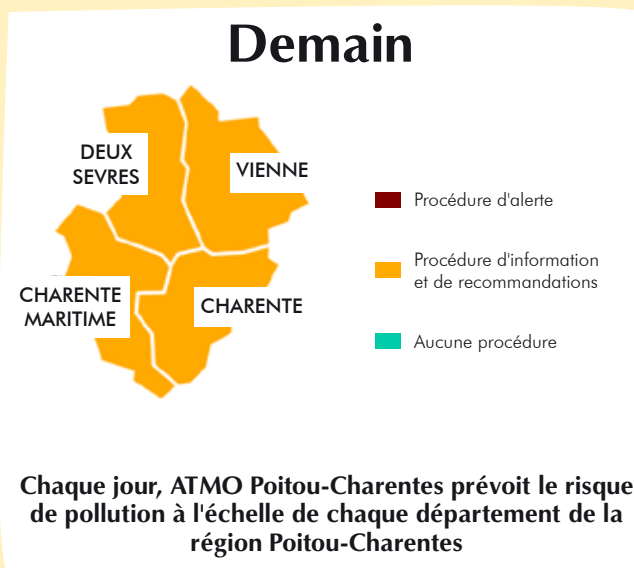 Demain
DEUX
SEVRES
VIENNE
CHARENTE
MARITIME
CHARENTE
Procédure d'alerte
Procédure d'information
et de recommandations
Aucune procédure
Chaque jour, ATMO Poitou-Charentes prévoit le risque
de pollution à l'échelle de chaque département de la
région Poitou-Charentes